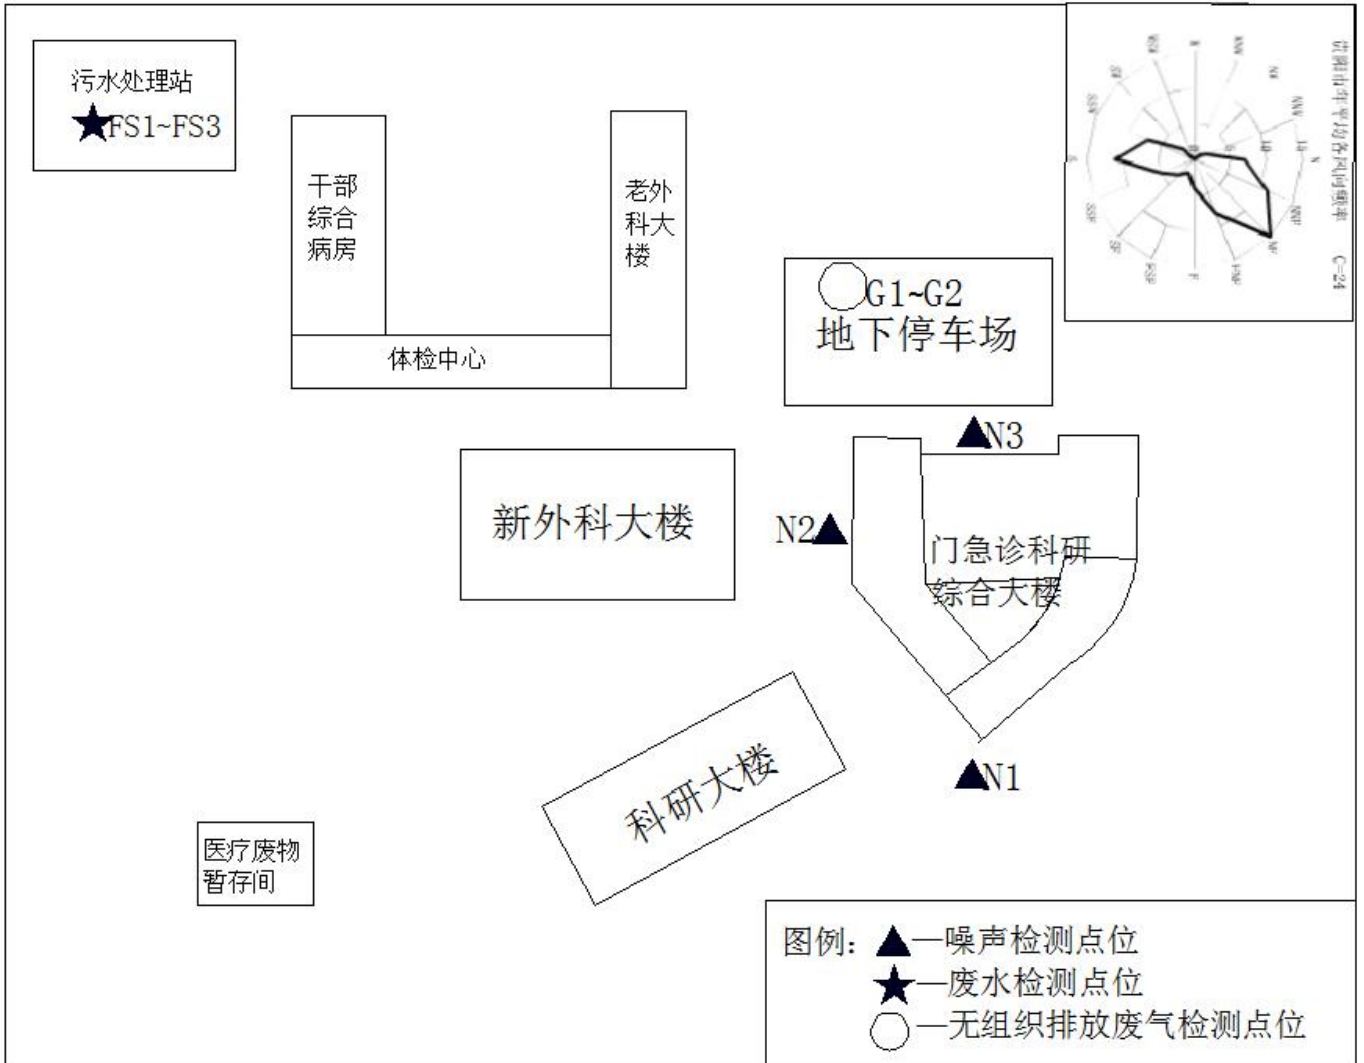 污水处理站
FS1~FS3
干部
综合
病房
老外
科大
楼
体检中心
G1~G2
地下停车场
N3
新外科大楼
N2
门急诊科研
综合大楼
科研大楼
N1
医疗废物
暂存间
图例：
—噪声检测点位
—废水检测点位
—无组织排放废气检测点位
C=24